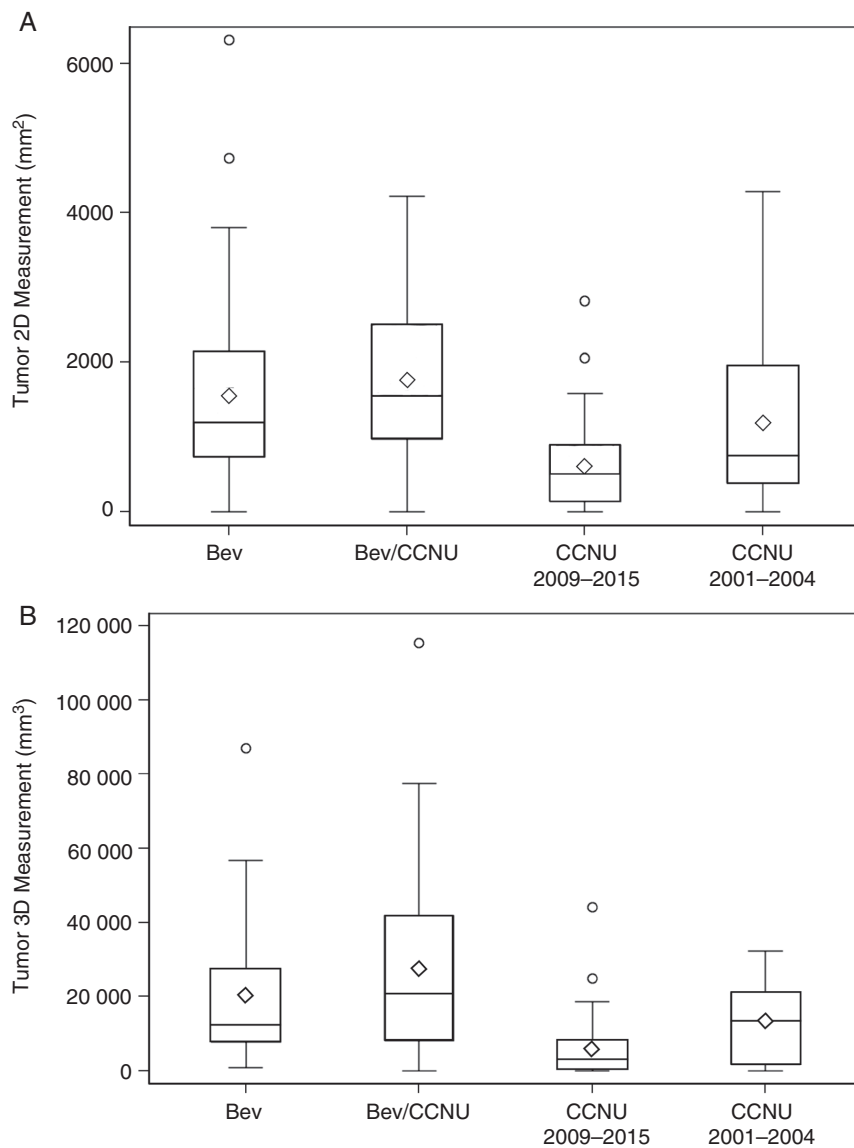 A
Tumor 2D Measurement (mm²)
6000
4000
2000
0
Bev
Bev/CCNU
CCNU
2009–2015
CCNU
2001–2004
B
Tumor 3D Measurement (mm³)
120 000
100 000
80 000
60 000
40 000
20 000
0
Bev
Bev/CCNU
CCNU
2009–2015
CCNU
2001–2004